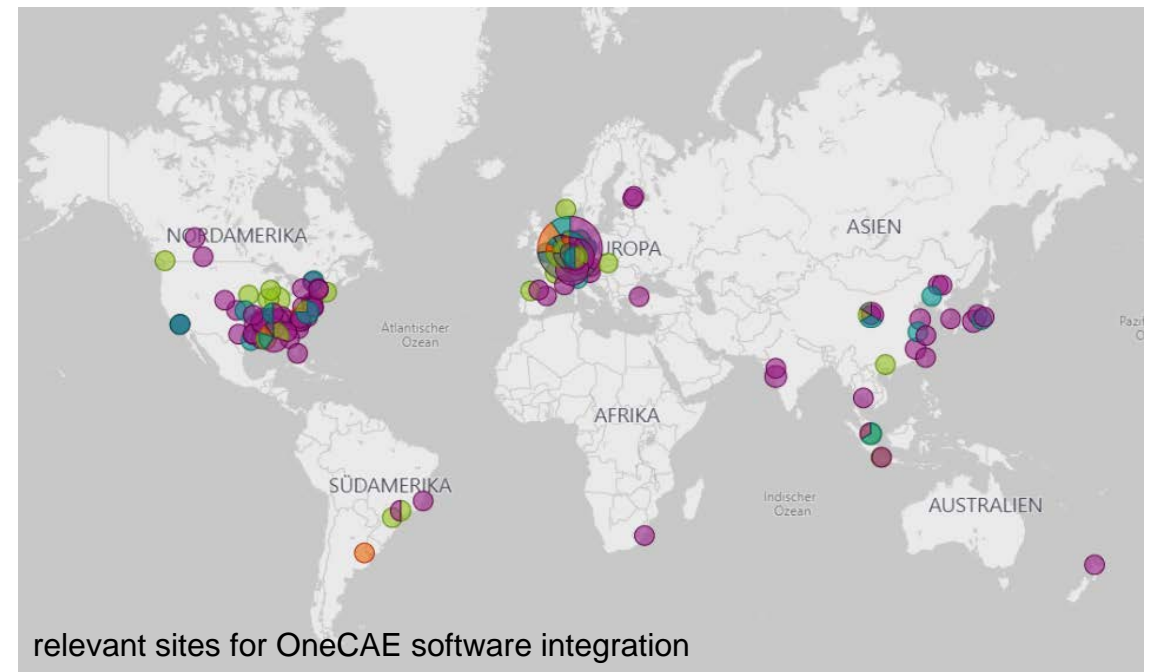 NORDAMERIKA
EUROPA
ASIEN
Atlantischer
Ozean
AFRIKA
SÜDAMERIKA
Indischer
Ozean
AUSTRALIEN
relevant sites for OneCAE software integration